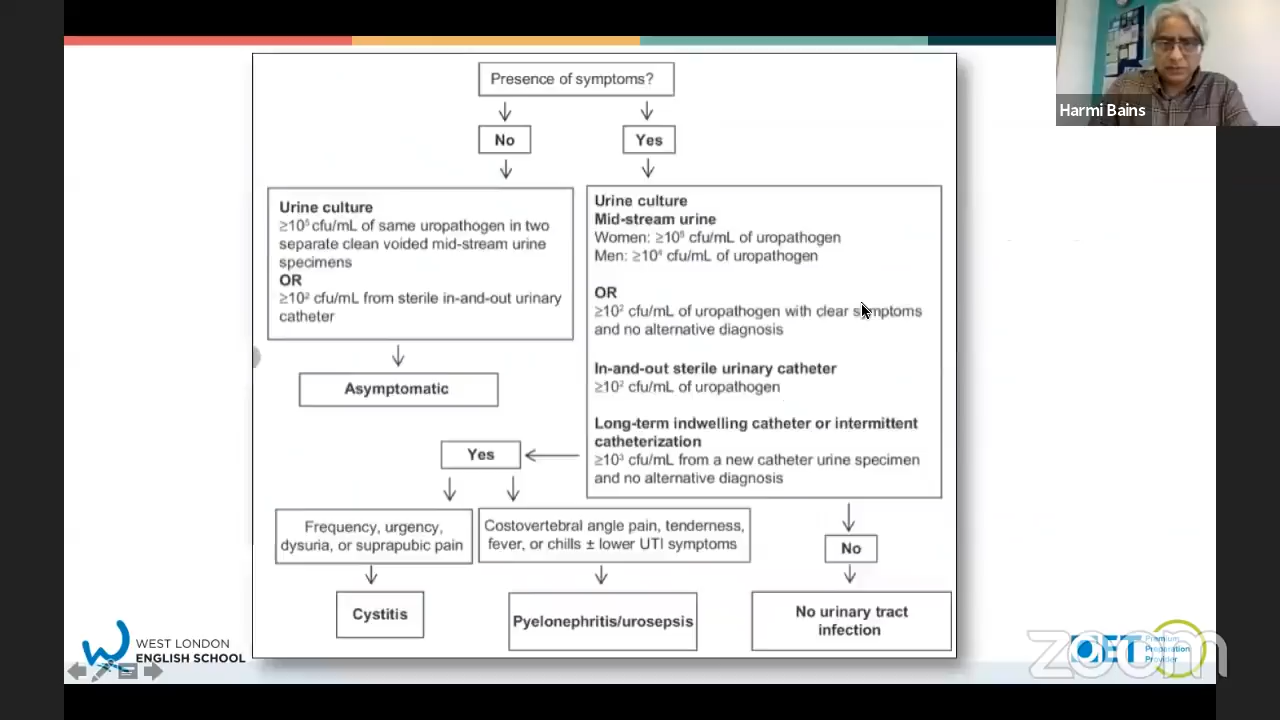 Harmi Bains
Presence of symptoms?
No
Yes
Urine culture
≥10⁵ cfu/mL of same uropathogen in two
separate clean voided mid-stream urine
specimens
OR
≥10² cfu/mL from sterile in-and-out urinary
catheter
Asymptomatic
Urine culture
Mid-stream urine
Women: ≥10⁵ cfu/mL of uropathogen
Men: ≥10⁴ cfu/mL of uropathogen
OR
≥10² cfu/mL of uropathogen with clear symptoms
and no alternative diagnosis
In-and-out sterile urinary catheter
≥10² cfu/mL of uropathogen
Long-term indwelling catheter or intermittent
catheterization
≥10³ cfu/mL from a new catheter urine specimen
and no alternative diagnosis
Yes
Frequency, urgency,
dysuria, or suprapubic pain
Costovertebral angle pain, tenderness,
fever, or chills ± lower UTI symptoms
No
Cystitis
Pyelonephritis/urosepsis
No urinary tract
infection
WEST LONDON
ENGLISH SCHOOL
OET
Premium
Preparation
Provider
zoom